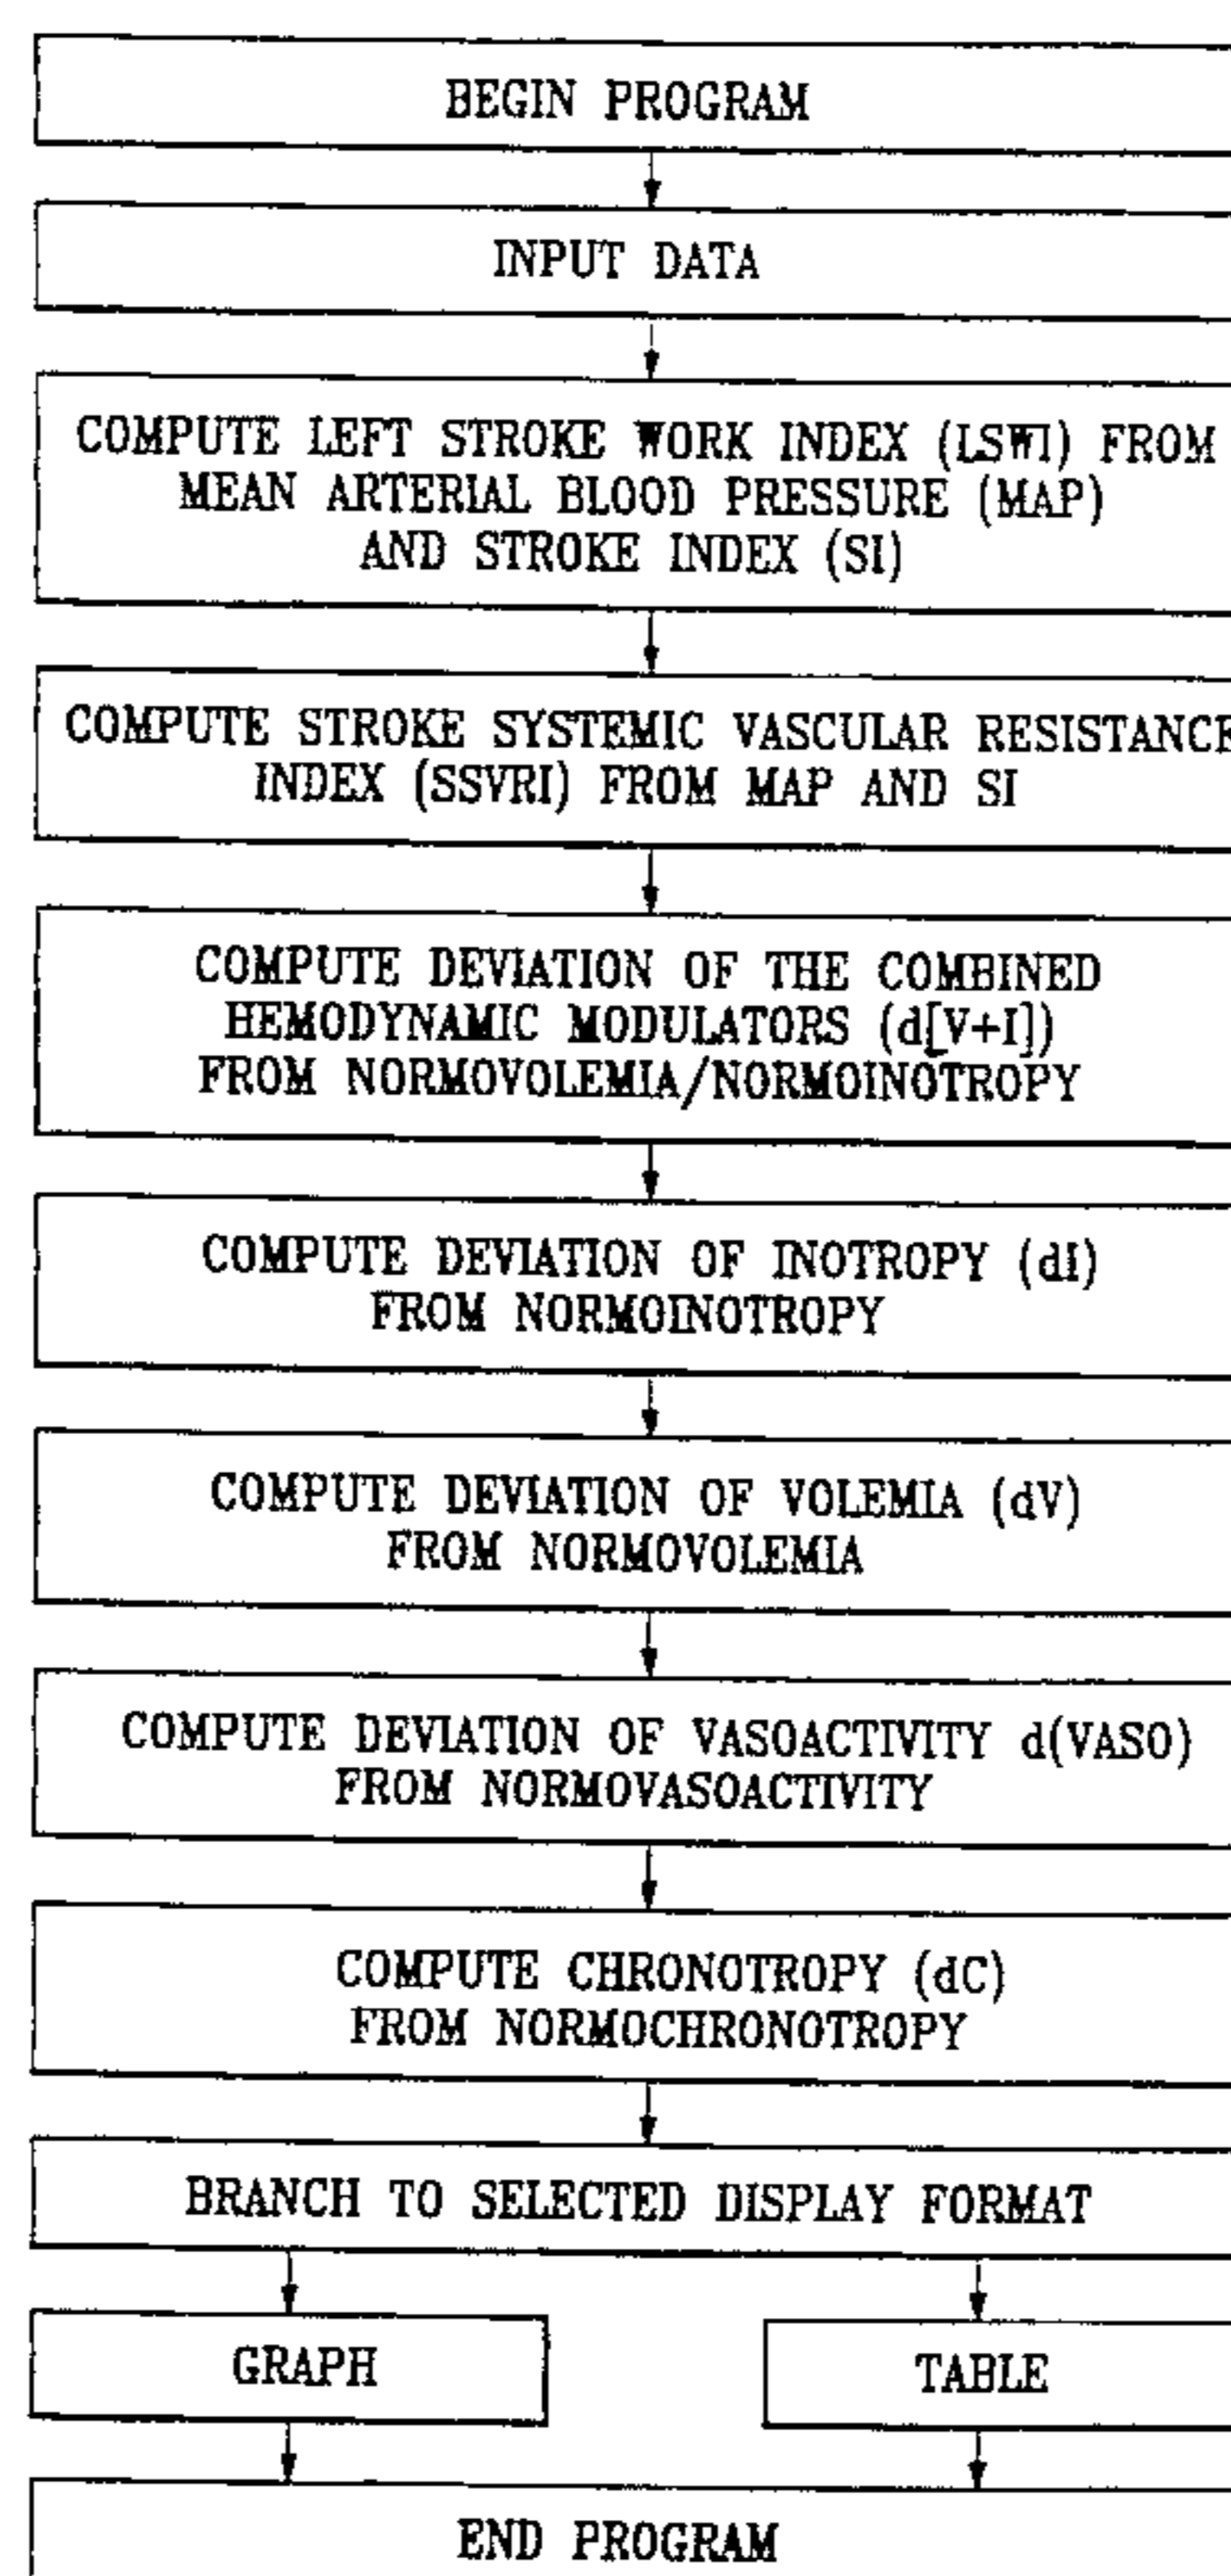 BEGIN PROGRAM
INPUT DATA
COMPUTE LEFT STROKE WORK INDEX (LSWI) FROM
MEAN ARTERIAL BLOOD PRESSURE (MAP)
AND STROKE INDEX (SI)
COMPUTE STROKE SYSTEMIC VASCULAR RESISTANCE
INDEX (SSVRI) FROM MAP AND SI
COMPUTE DEVIATION OF THE COMBINED
HEMODYNAMIC MODULATORS (d[V+I])
FROM NORMOVOLEMIA/NORMOINOTROPY
COMPUTE DEVIATION OF INOTROPY (dI)
FROM NORMOINOTROPY
COMPUTE DEVIATION OF VOLEMIA (dV)
FROM NORMOVOLEMIA
COMPUTE DEVIATION OF VASOACTIVITY d(VASO)
FROM NORMOVASOACTIVITY
COMPUTE CHRONOTROPY (dC)
FROM NORMOCHRONOTROPY
BRANCH TO SELECTED DISPLAY FORMAT
GRAPH
TABLE
END PROGRAM